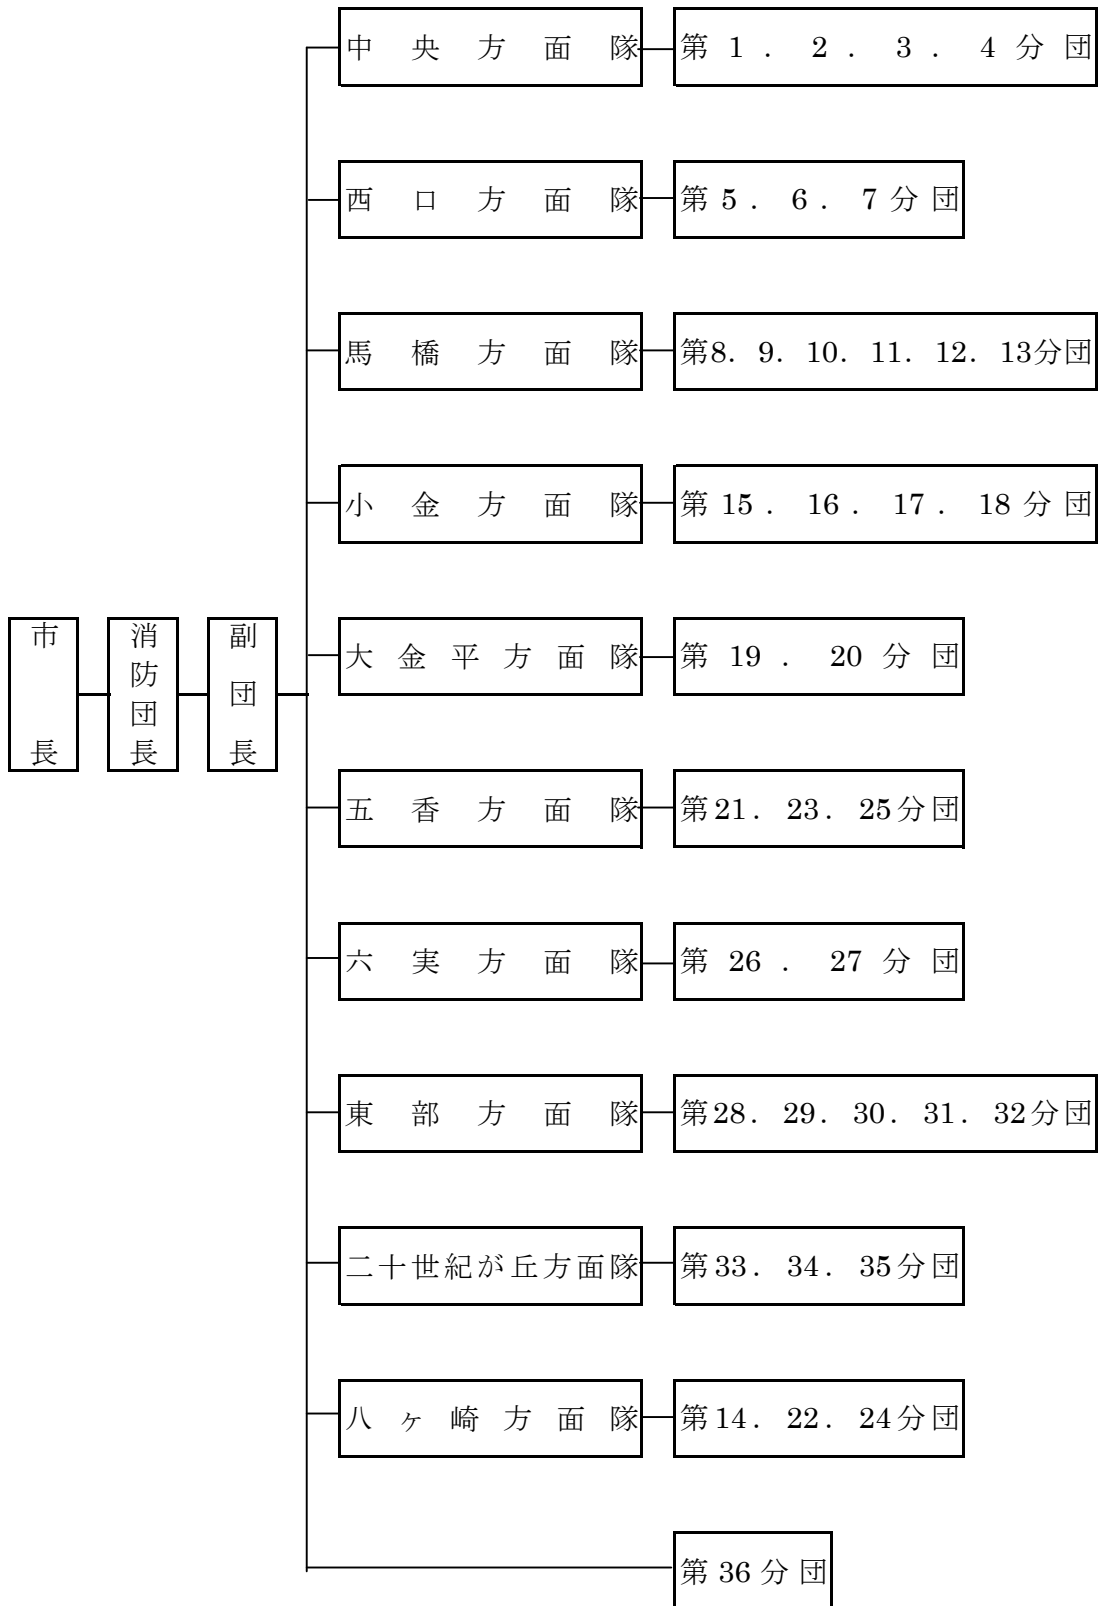 中央方面隊 第1．2．3．4分団
西口方面隊 第5．6．7分団
馬橋方面隊 第8．9．10．11．12．13分団
小金方面隊 第15．16．17．18分団
市長 消防団長 副団長
大金平方面隊 第19．20分団
五香方面隊 第21．23．25分団
六実方面隊 第26．27分団
東部方面隊 第28．29．30．31．32分団
二十世紀が丘方面隊 第33．34．35分団
八ヶ崎方面隊 第14．22．24分団
第36分団